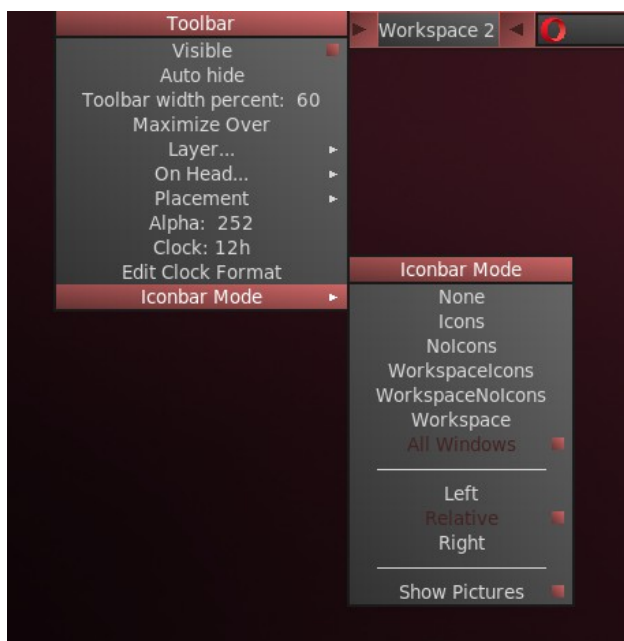 Toolbar
Workspace 2
Visible
Auto hide
Toolbar width percent: 60
Maximize Over
Layer...
On Head...
Placement
Alpha: 252
Clock: 12h
Edit Clock Format
Iconbar Mode
Iconbar Mode
None
Icons
NoIcons
WorkspaceIcons
WorkspaceNoIcons
Workspace
All Windows
Left
Relative
Right
Show Pictures